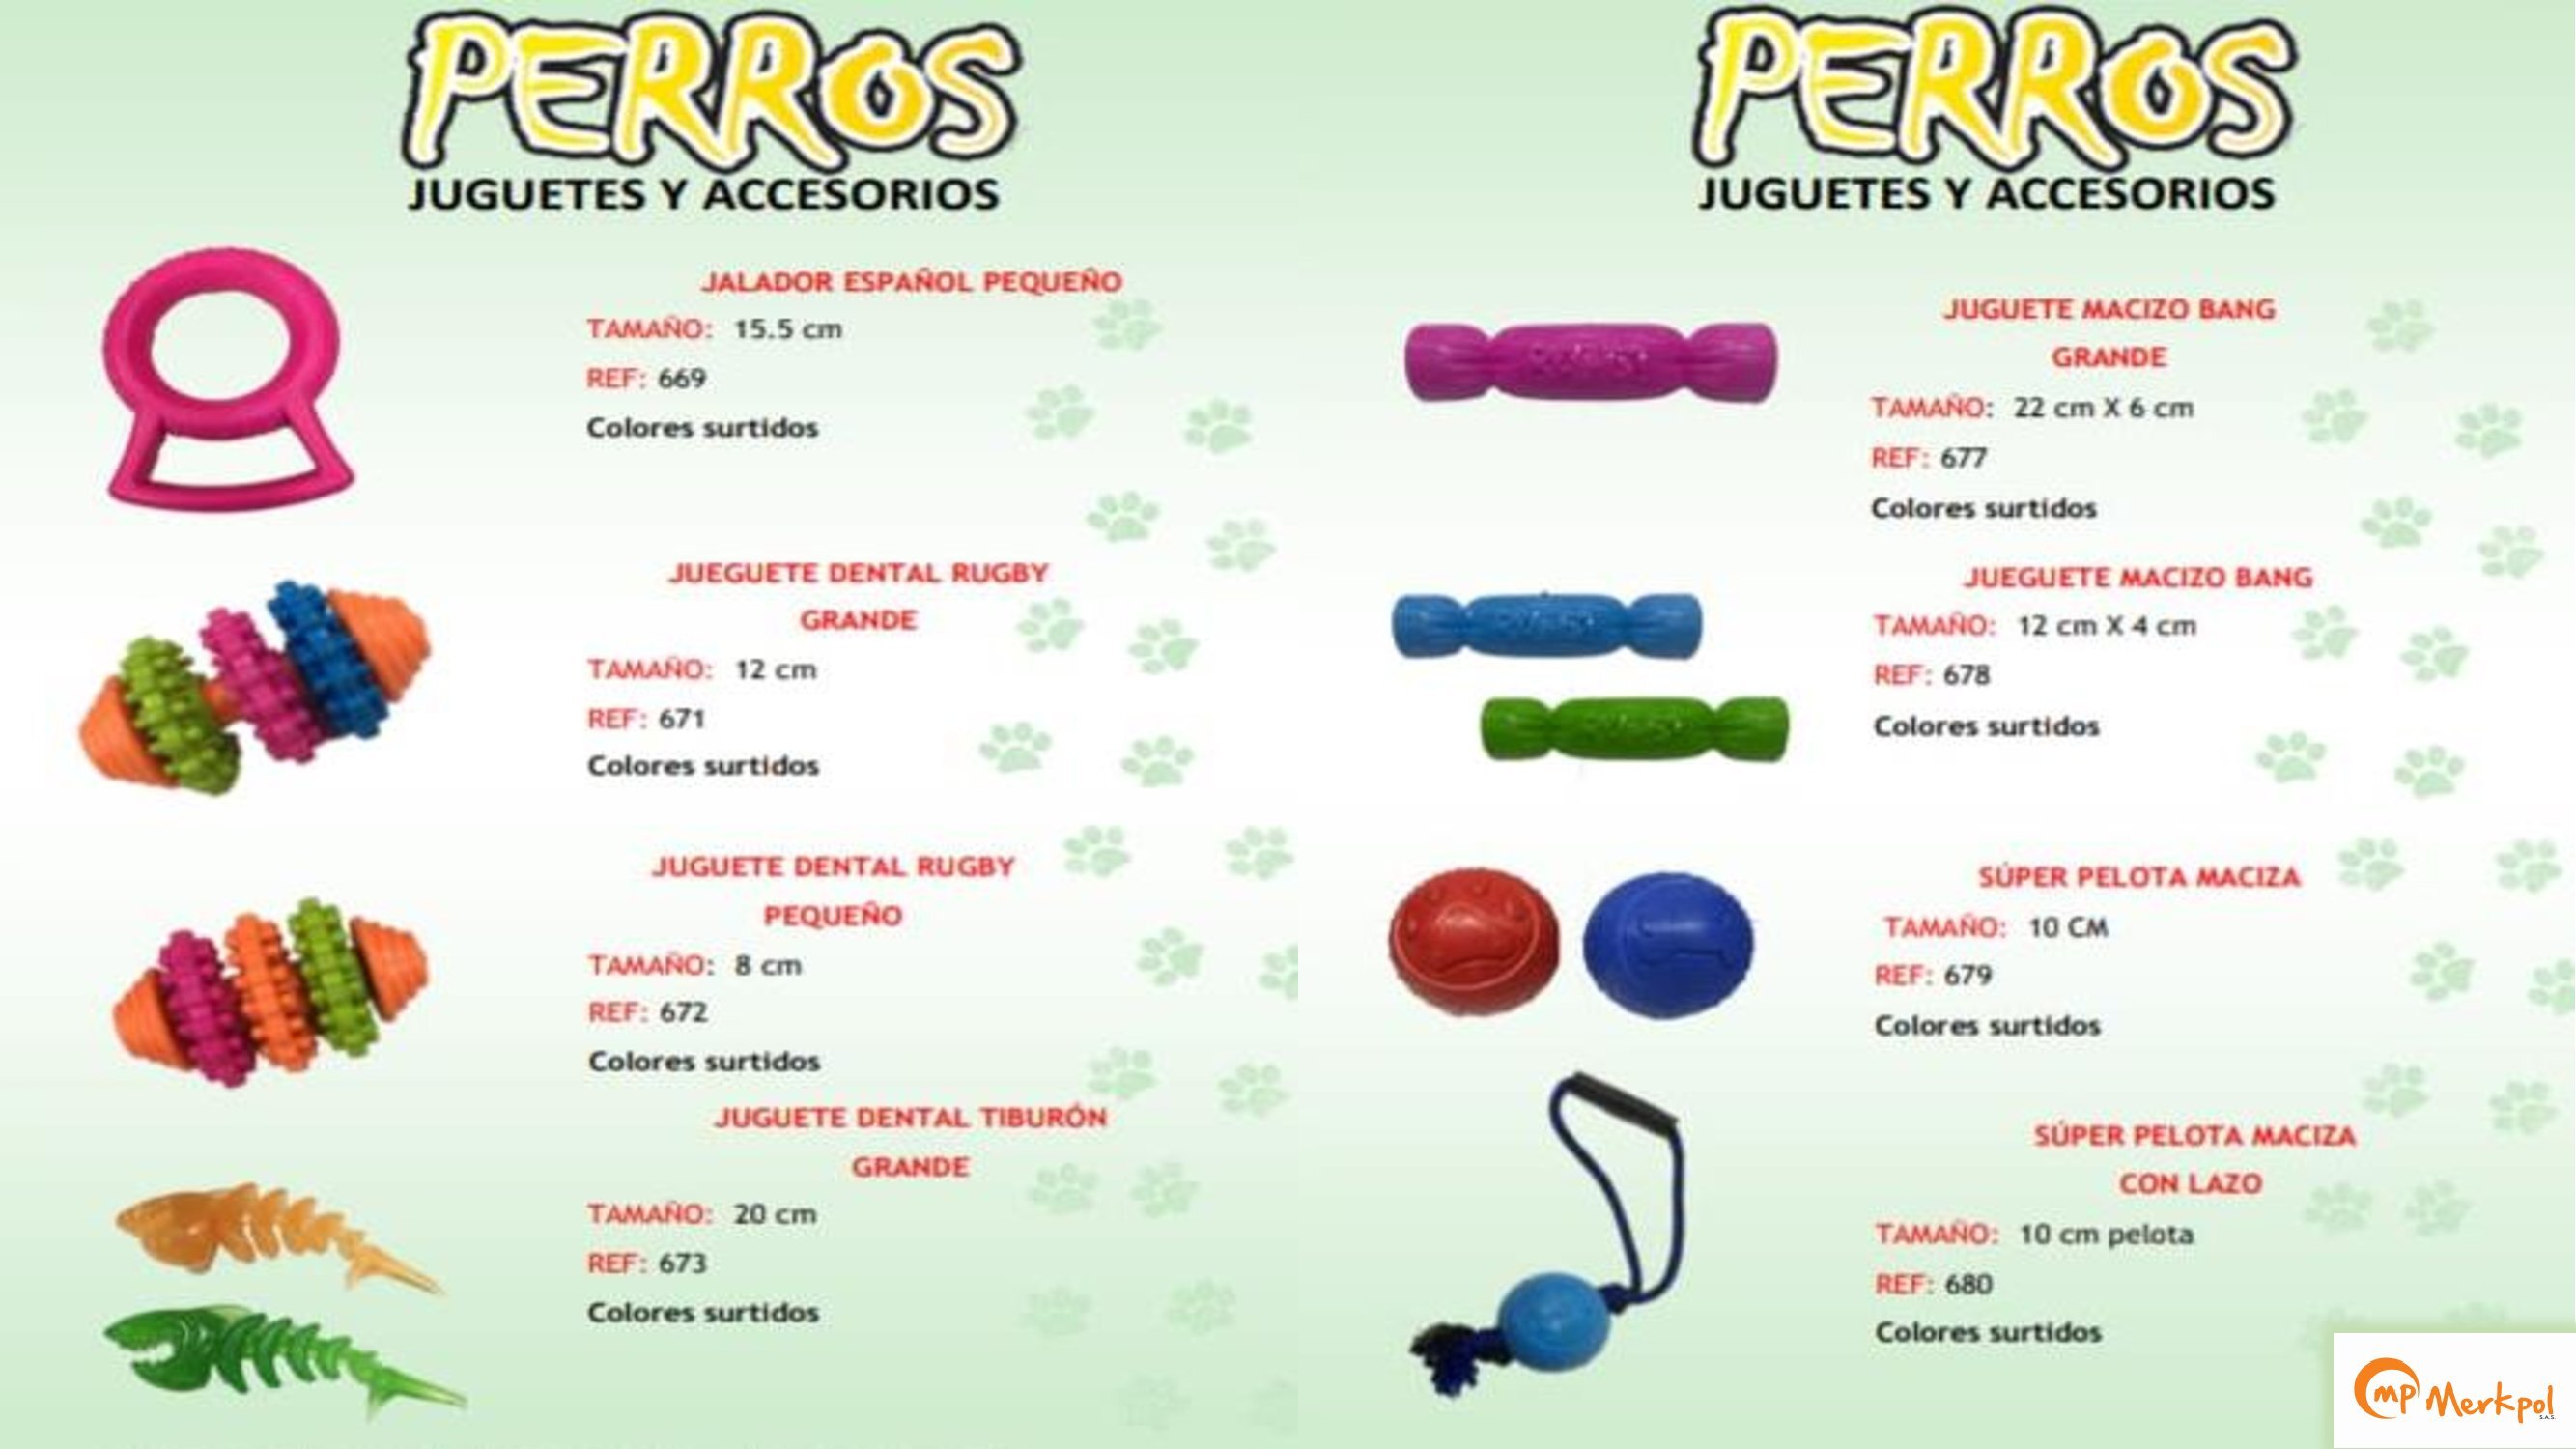 PERROS
JUGUETES Y ACCESORIOS
JALADOR ESPAÑOL PEQUEÑO
TAMAÑO: 15.5 cm
REF: 669
Colores surtidos
JUEGUETE DENTAL RUGBY
GRANDE
TAMAÑO: 12 cm
REF: 671
Colores surtidos
JUGUETE DENTAL RUGBY
PEQUEÑO
TAMAÑO: 8 cm
REF: 672
Colores surtidos
JUGUETE DENTAL TIBURÓN
GRANDE
TAMAÑO: 20 cm
REF: 673
Colores surtidos
PERROS
JUGUETES Y ACCESORIOS
JUGUETE MACIZO BANG
GRANDE
TAMAÑO: 22 cm X 6 cm
REF: 677
Colores surtidos
JUEGUETE MACIZO BANG
TAMAÑO: 12 cm X 4 cm
REF: 678
Colores surtidos
SÚPER PELOTA MACIZA
TAMAÑO: 10 CM
REF: 679
Colores surtidos
SÚPER PELOTA MACIZA
CON LAZO
TAMAÑO: 10 cm pelota
REF: 680
Colores surtidos
mp Merkpol
S.A.S.